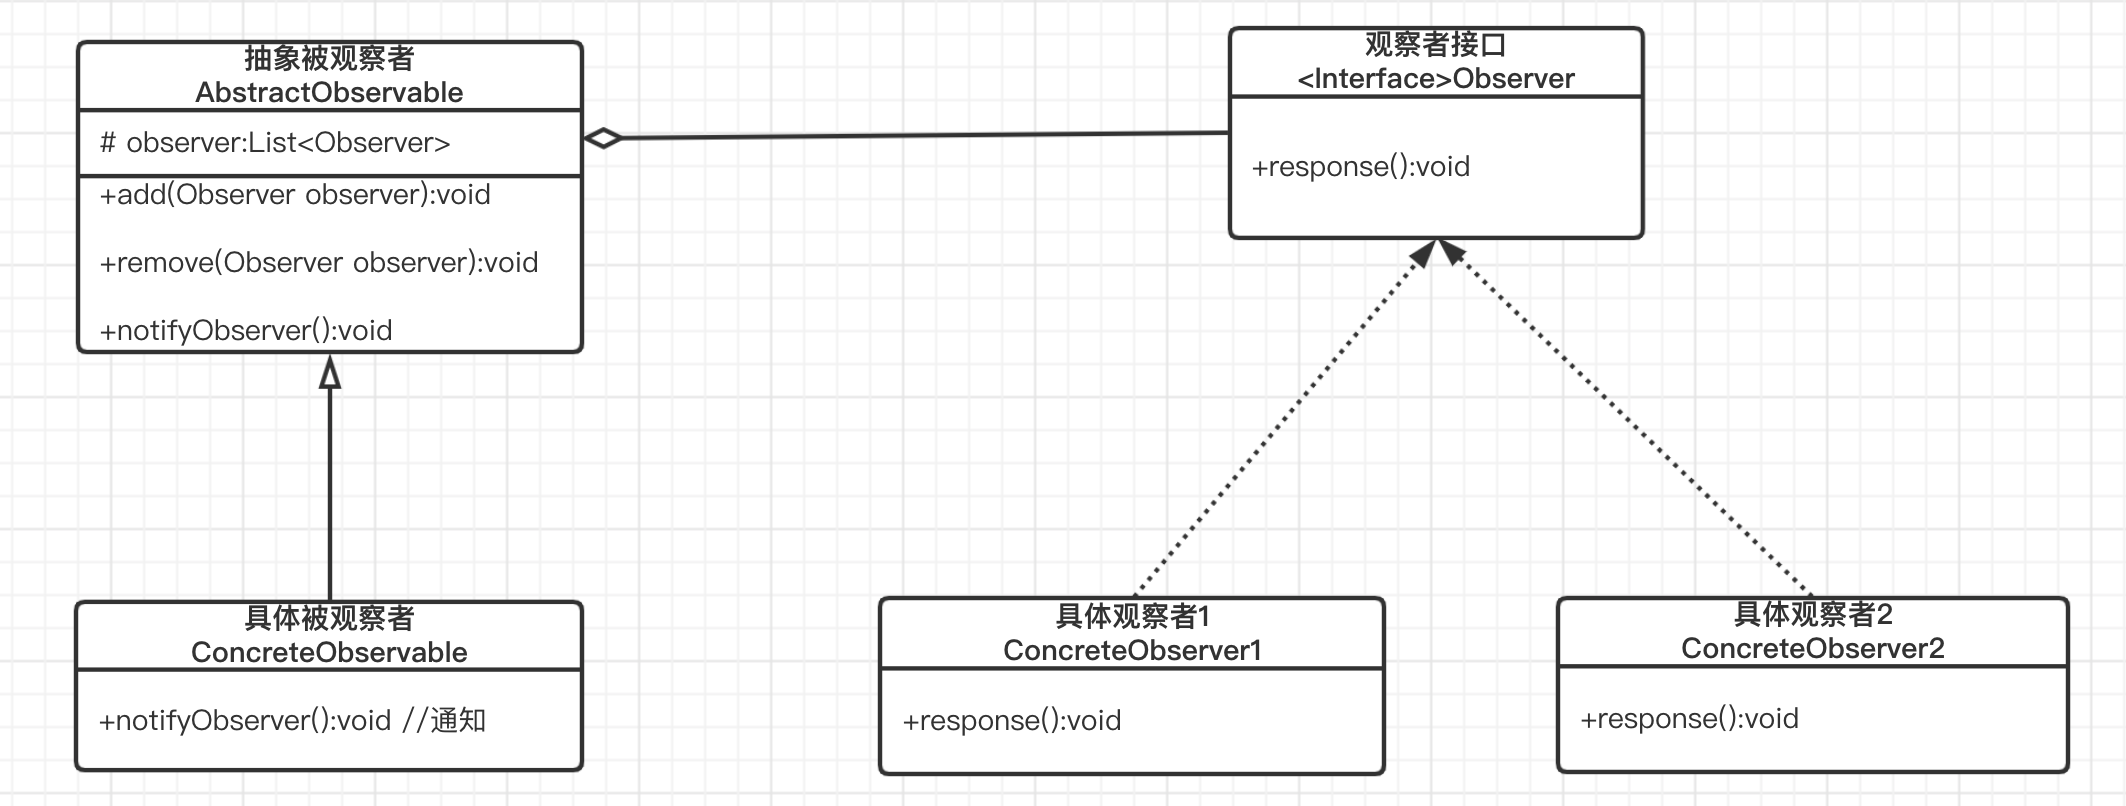 抽象被观察者
AbstractObservable
# observer:List<Observer>
+add(Observer observer):void
+remove(Observer observer):void
+notifyObserver():void
观察者接口
<Interface>Observer
+response():void
具体被观察者
ConcreteObservable
+notifyObserver():void //通知
具体观察者1
ConcreteObserver1
+response():void
具体观察者2
ConcreteObserver2
+response():void